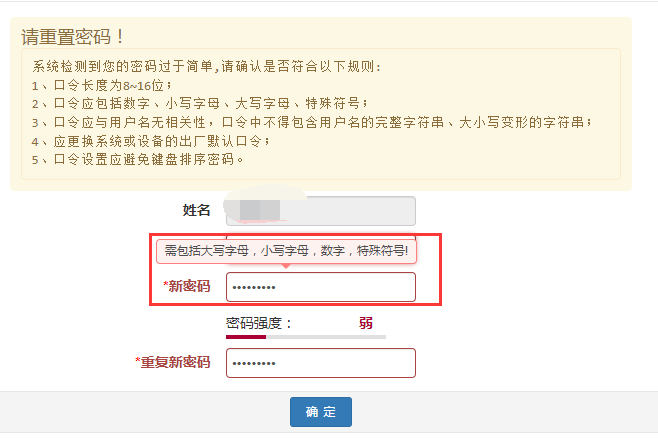 请重置密码！
系统检测到您的密码过于简单,请确认是否符合以下规则:
1、口令长度为8~16位;
2、口令应包括数字、小写字母、大写字母、特殊符号;
3、口令应与用户名无相关性，口令中不得包含用户名的完整字符串、大小写变形的字符串;
4、应更换系统或设备的出厂默认口令;
5、口令设置应避免键盘排序密码。
姓名
需包括大写字母，小写字母，数字，特殊符号!
*新密码 •••••••••
密码强度： 弱
*重复新密码 •••••••••
确 定